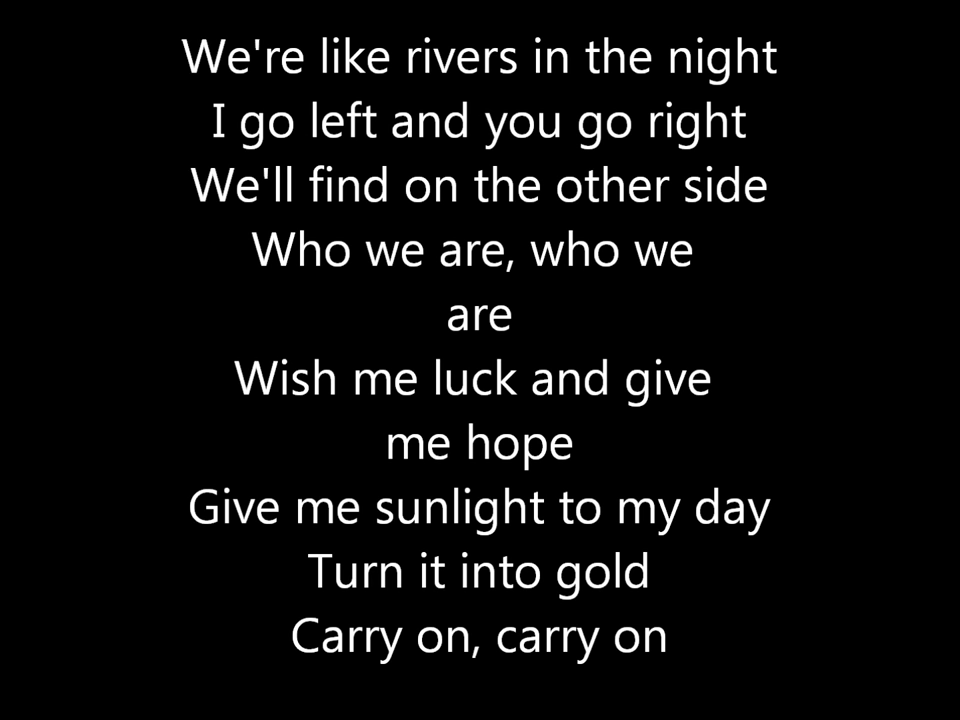 We're like rivers in the night
I go left and you go right
We'll find on the other side
Who we are, who we
are
Wish me luck and give
me hope
Give me sunlight to my day
Turn it into gold
Carry on, carry on